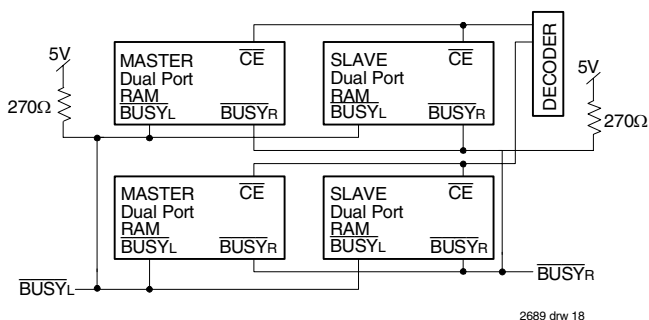 5V
270Ω
MASTER
Dual Port
RAM
CE
BUSYL
BUSYR
SLAVE
Dual Port
RAM
CE
BUSYL
BUSYR
DECODER
5V
270Ω
MASTER
Dual Port
RAM
CE
BUSYL
BUSYR
SLAVE
Dual Port
RAM
CE
BUSYL
BUSYR
BUSYL
BUSYR
2689 drw 18